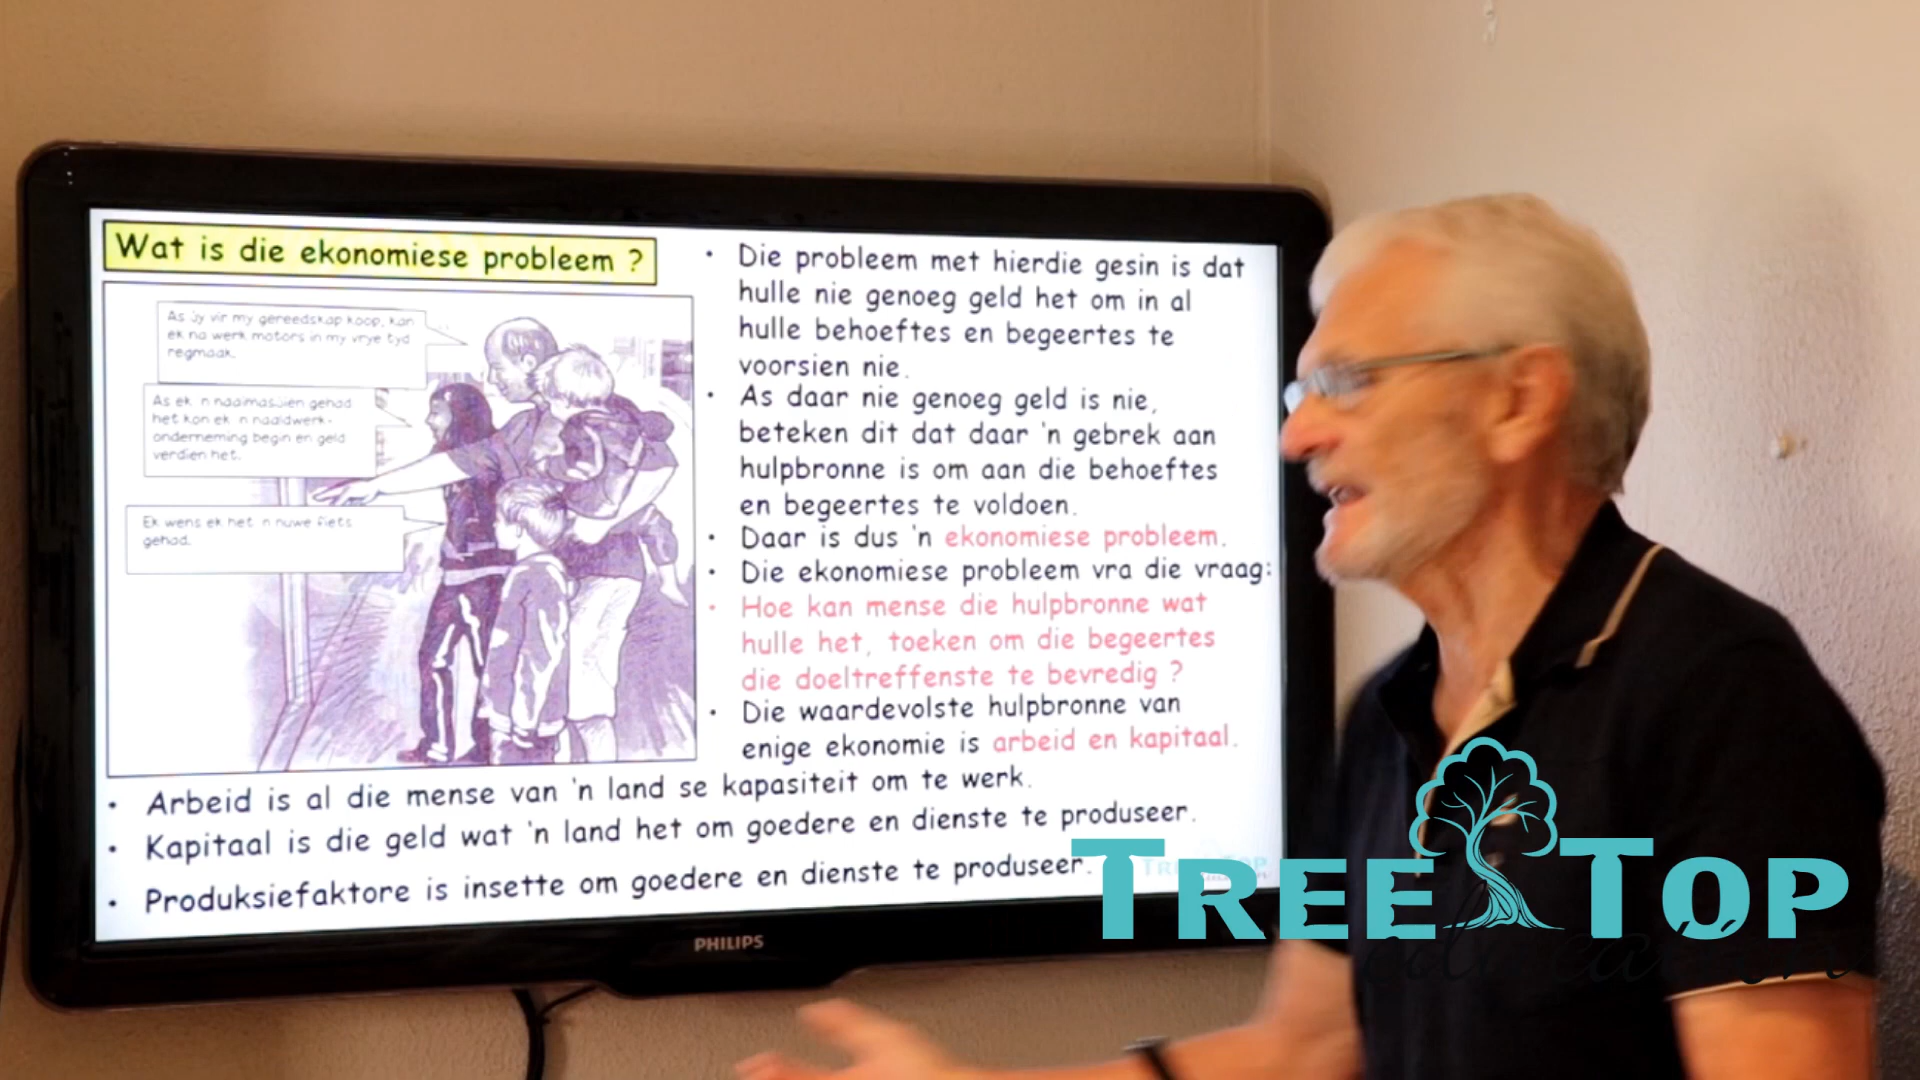 Wat is die ekonomiese probleem ?
As jy vir my gereedskap koop, kan
ek na werk motors in my vrye tyd
regmaak.
As ek 'n naaimasjien gehad
het kon ek 'n naaldwerk-
onderneming begin en geld
verdien het.
Ek wens ek het 'n nuwe fiets
gehad.
• Die probleem met hierdie gesin is dat
hulle nie genoeg geld het om in al
hulle behoeftes en begeertes te
voorsien nie.
• As daar nie genoeg geld is nie,
beteken dit dat daar 'n gebrek aan
hulpbronne is om aan die behoeftes
en begeertes te voldoen.
• Daar is dus 'n ekonomiese probleem.
• Die ekonomiese probleem vra die vraag:
• Hoe kan mense die hulpbronne wat
hulle het, toeken om die begeertes
die doeltreffenste te bevredig ?
• Die waardevolste hulpbronne van
enige ekonomie is arbeid en kapitaal.
• Arbeid is al die mense van 'n land se kapasiteit om te werk.
• Kapitaal is die geld wat 'n land het om goedere en dienste te produseer.
• Produksiefaktore is insette om goedere en dienste te produseer.
PHILIPS
TREE TOP
education